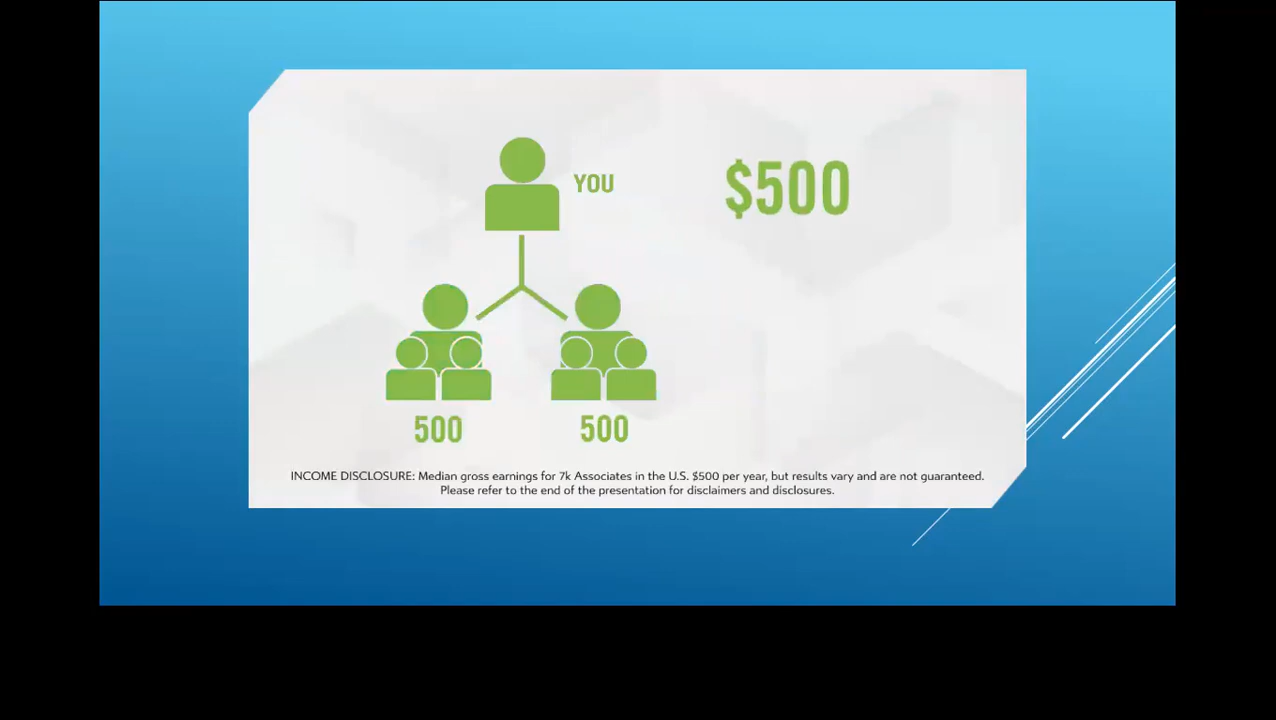 YOU
$500
500
500
INCOME DISCLOSURE: Median gross earnings for 7k Associates in the U.S. $500 per year, but results vary and are not guaranteed.
Please refer to the end of the presentation for disclaimers and disclosures.